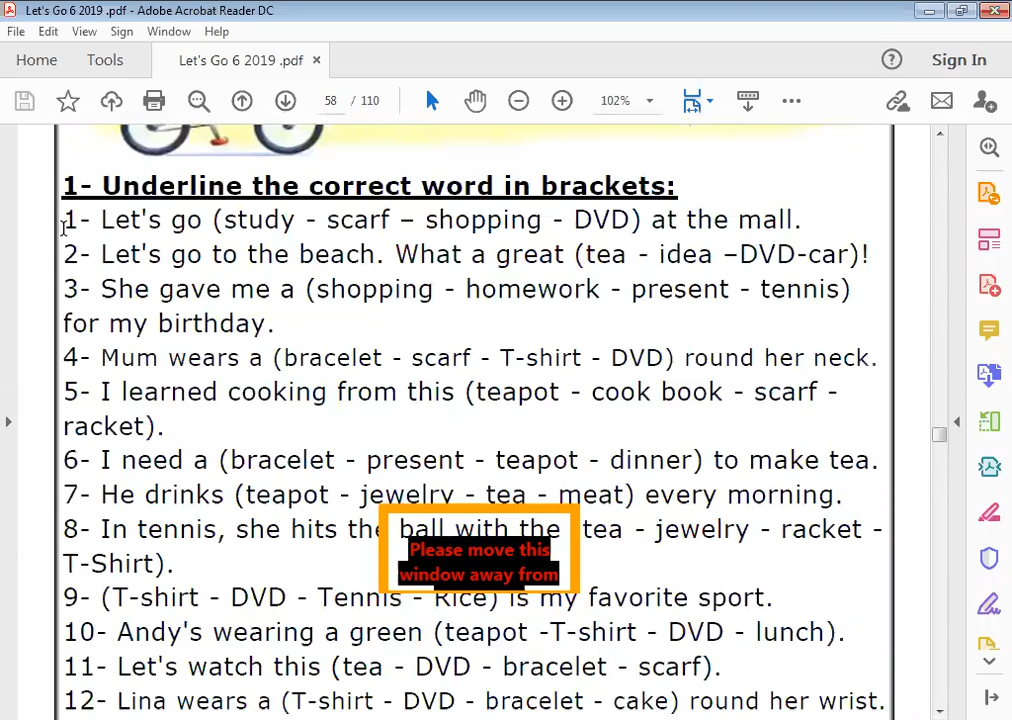 Let's Go 6 2019 .pdf - Adobe Acrobat Reader DC
File Edit View Sign Window Help
Home Tools Let's Go 6 2019 .pdf × ? Sign In
58 / 110 102%
1- Underline the correct word in brackets:
1- Let's go (study - scarf – shopping - DVD) at the mall.
2- Let's go to the beach. What a great (tea - idea –DVD-car)!
3- She gave me a (shopping - homework - present - tennis)
for my birthday.
4- Mum wears a (bracelet - scarf - T-shirt - DVD) round her neck.
5- I learned cooking from this (teapot - cook book - scarf -
racket).
6- I need a (bracelet - present - teapot - dinner) to make tea.
7- He drinks (teapot - jewelry - tea - meat) every morning.
8- In tennis, she hits the ball with the (tea - jewelry - racket -
T-Shirt).
Please move this
window away from
9- (T-shirt - DVD - Tennis - Rice) is my favorite sport.
10- Andy's wearing a green (teapot -T-shirt - DVD - lunch).
11- Let's watch this (tea - DVD - bracelet - scarf).
12- Lina wears a (T-shirt - DVD - bracelet - cake) round her wrist.